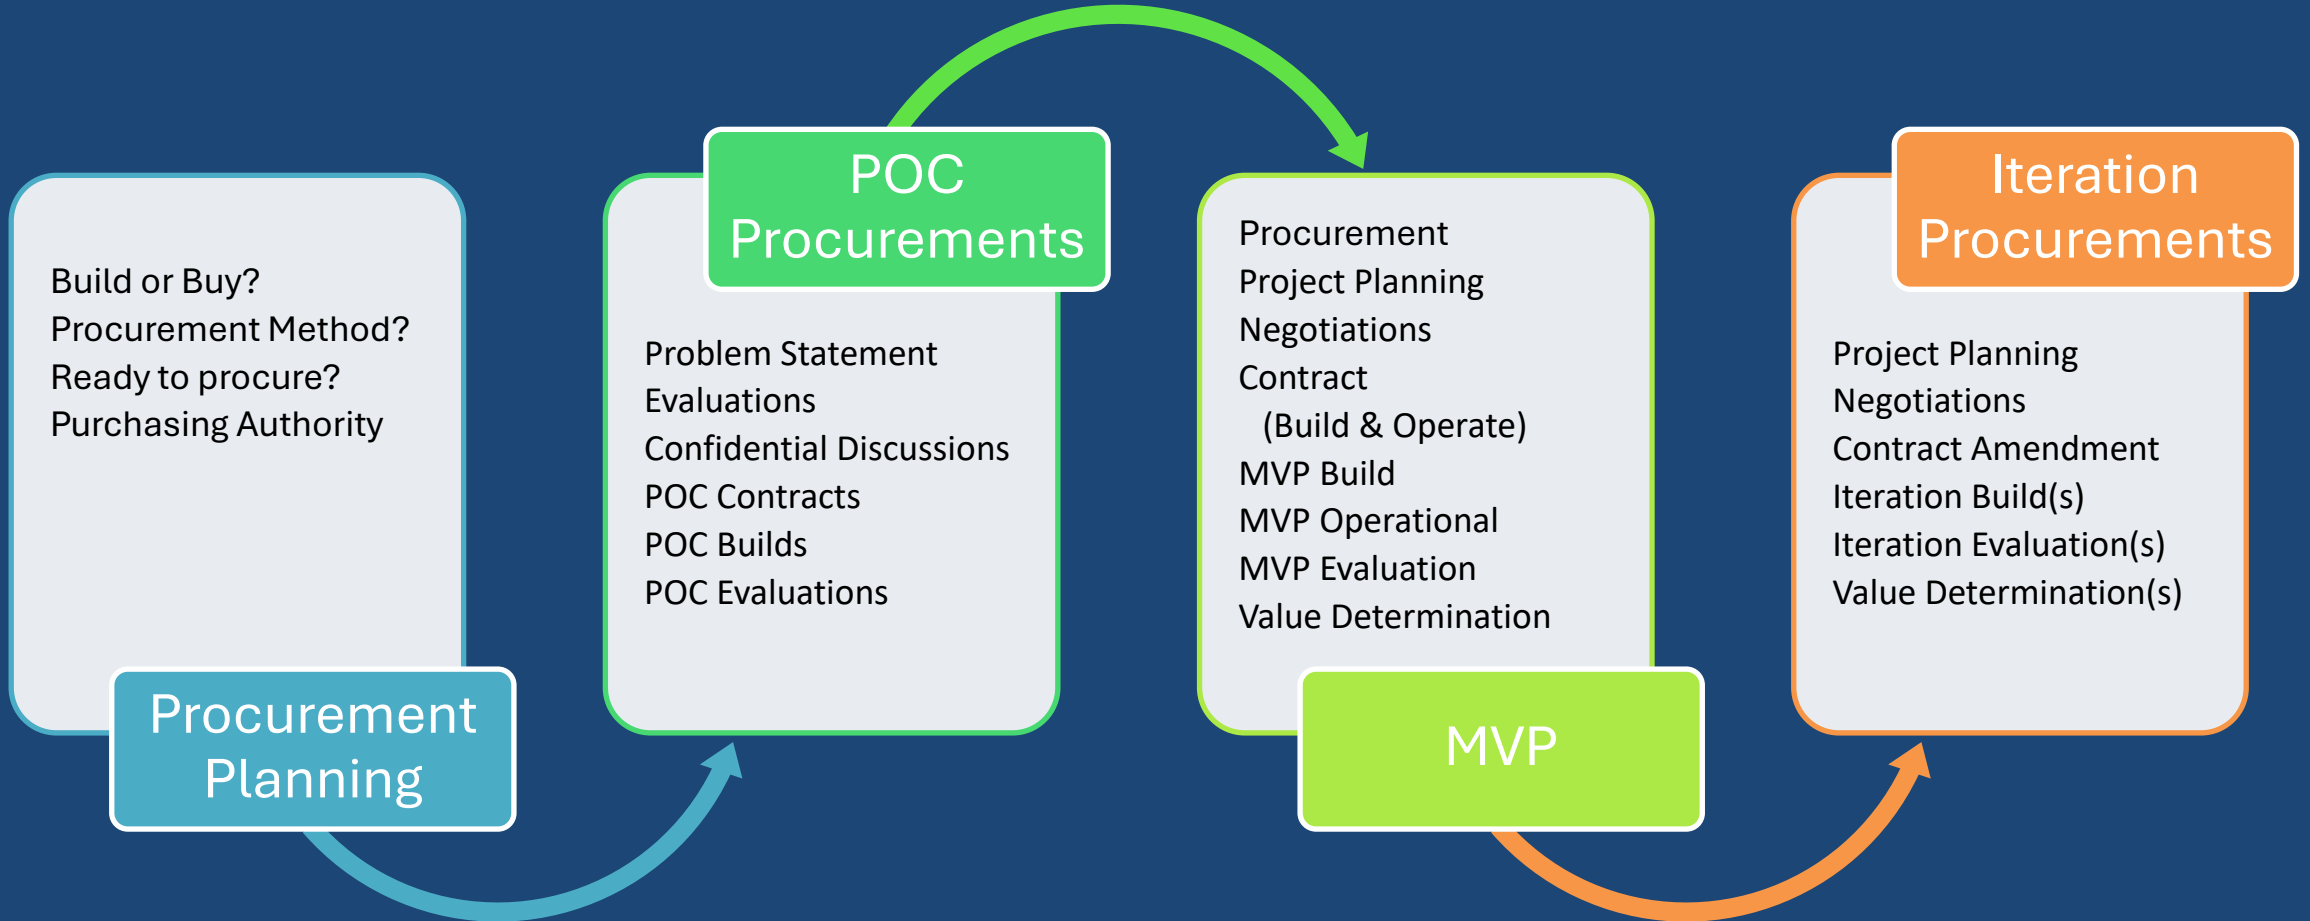 Build or Buy?
Procurement Method?
Ready to procure?
Purchasing Authority
Procurement
Planning
POC
Procurements
Problem Statement
Evaluations
Confidential Discussions
POC Contracts
POC Builds
POC Evaluations
Procurement
Project Planning
Negotiations
Contract
(Build & Operate)
MVP Build
MVP Operational
MVP Evaluation
Value Determination
MVP
Iteration
Procurements
Project Planning
Negotiations
Contract Amendment
Iteration Build(s)
Iteration Evaluation(s)
Value Determination(s)